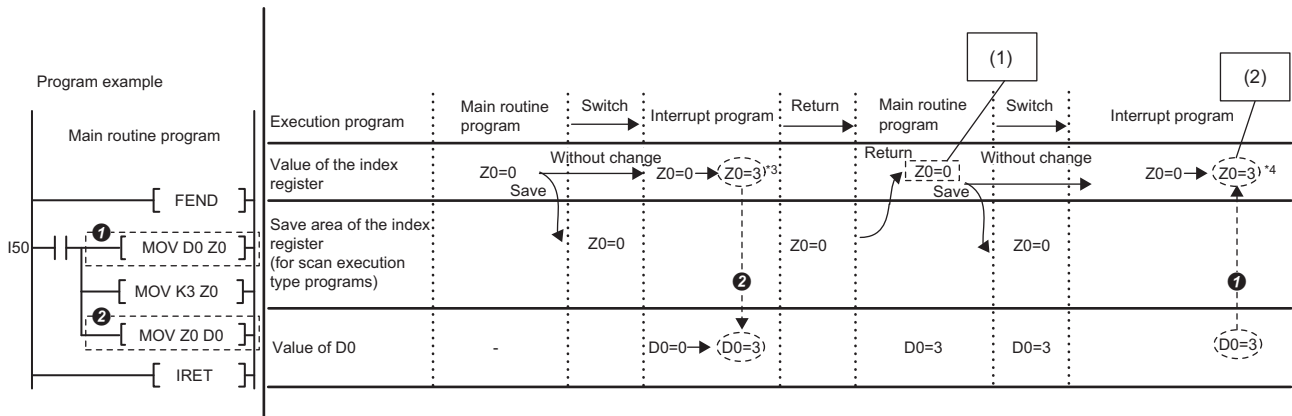 Program example
Main routine program
FEND
I50
❶
MOV D0 Z0
MOV K3 Z0
❷
MOV Z0 D0
IRET
(1)
(2)
Execution program
Main routine
program
Switch
Interrupt program
Return
Main routine
program
Switch
Interrupt program
Value of the index
register
Z0=0
Without change
Save
Z0=0
Z0=3
*3
Return
Z0=0
Without change
Save
Z0=0
Z0=3
*4
Save area of the index
register
(for scan execution
type programs)
Z0=0
❷
Z0=0
Z0=0
❶
Value of D0
-
D0=0
D0=3
D0=3
D0=3
D0=3